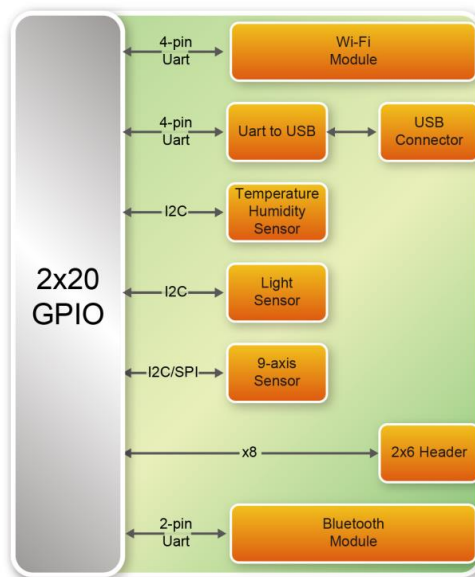 4-pin
Uart
Wi-Fi
Module
4-pin
Uart
Uart to USB
USB
Connector
I2C
Temperature
Humidity
Sensor
2x20
GPIO
I2C
Light
Sensor
I2C/SPI
9-axis
Sensor
x8
2x6 Header
2-pin
Uart
Bluetooth
Module